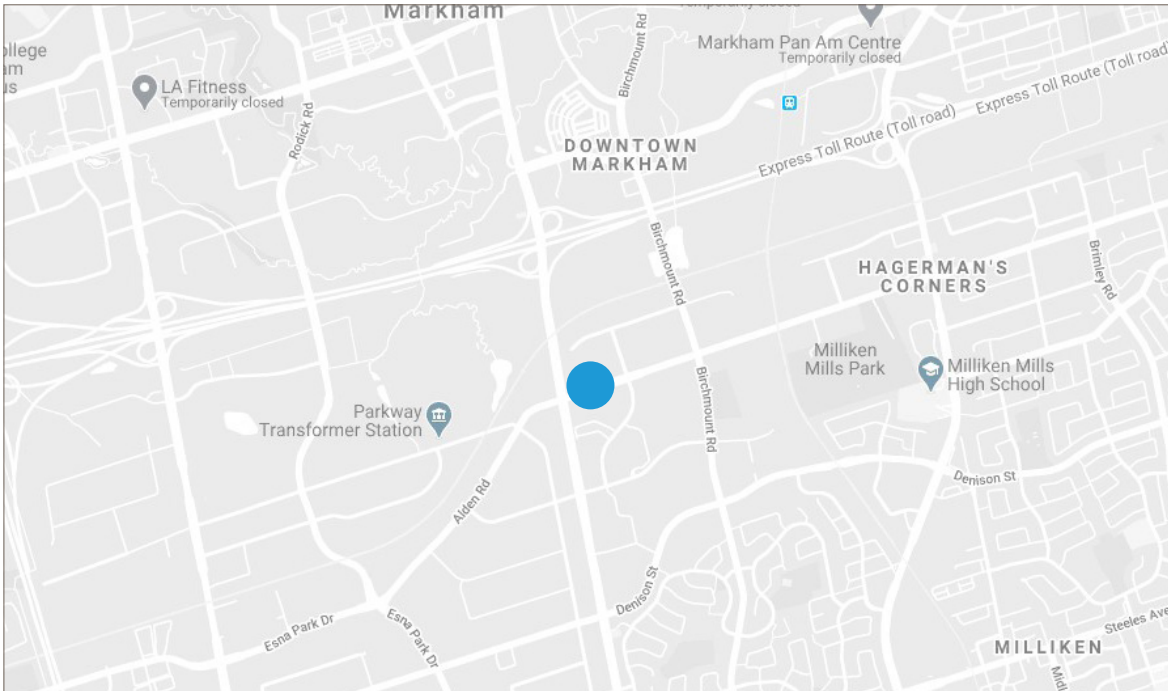 Markham
Temporarily closed
Markham Pan Am Centre
Temporarily closed
LA Fitness
Temporarily closed
Rodick Rd
Birchmount Rd
DOWNTOWN
MARKHAM
Express Toll Route (Toll road)
Express Toll Route (Toll road)
Birchmount Rd
HAGERMAN'S
CORNERS
Brimley Rd
Milliken
Mills Park
Milliken Mills
High School
Birchmount Rd
Parkway
Transformer Station
Alden Rd
Denison St
Denison St
Esna Park Dr
Esna Park Dr
Steeles Ave
MILLIKEN